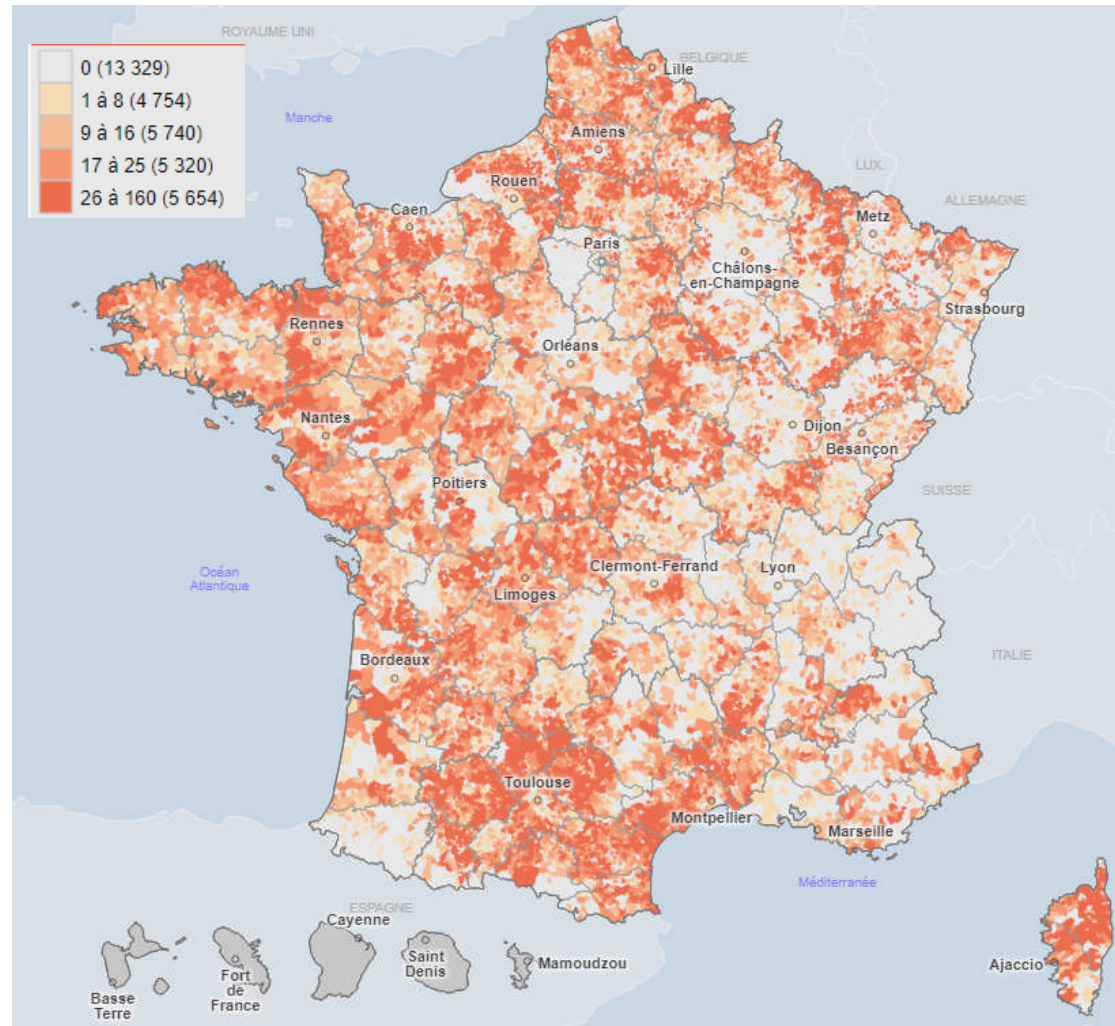 ROYAUME UNI
0 (13 329)
1 à 8 (4 754)
9 à 16 (5 740)
17 à 25 (5 320)
26 à 160 (5 654)
BELGIQUE
Lille
Manche
Amiens
LUX.
Rouen
ALLEMAGNE
Caen
Metz
Paris
Châlons-
en-Champagne
Strasbourg
Rennes
Orléans
Nantes
Dijon
Besançon
Poitiers
SUISSE
Océan
Atlantique
Clermont-Ferrand
Lyon
Limoges
ITALIE
Bordeaux
Toulouse
Montpellier
Marseille
Méditerranée
ESPAGNE
Cayenne
Saint
Denis
Mamoudzou
Ajaccio
Fort
de
France
Basse
Terre